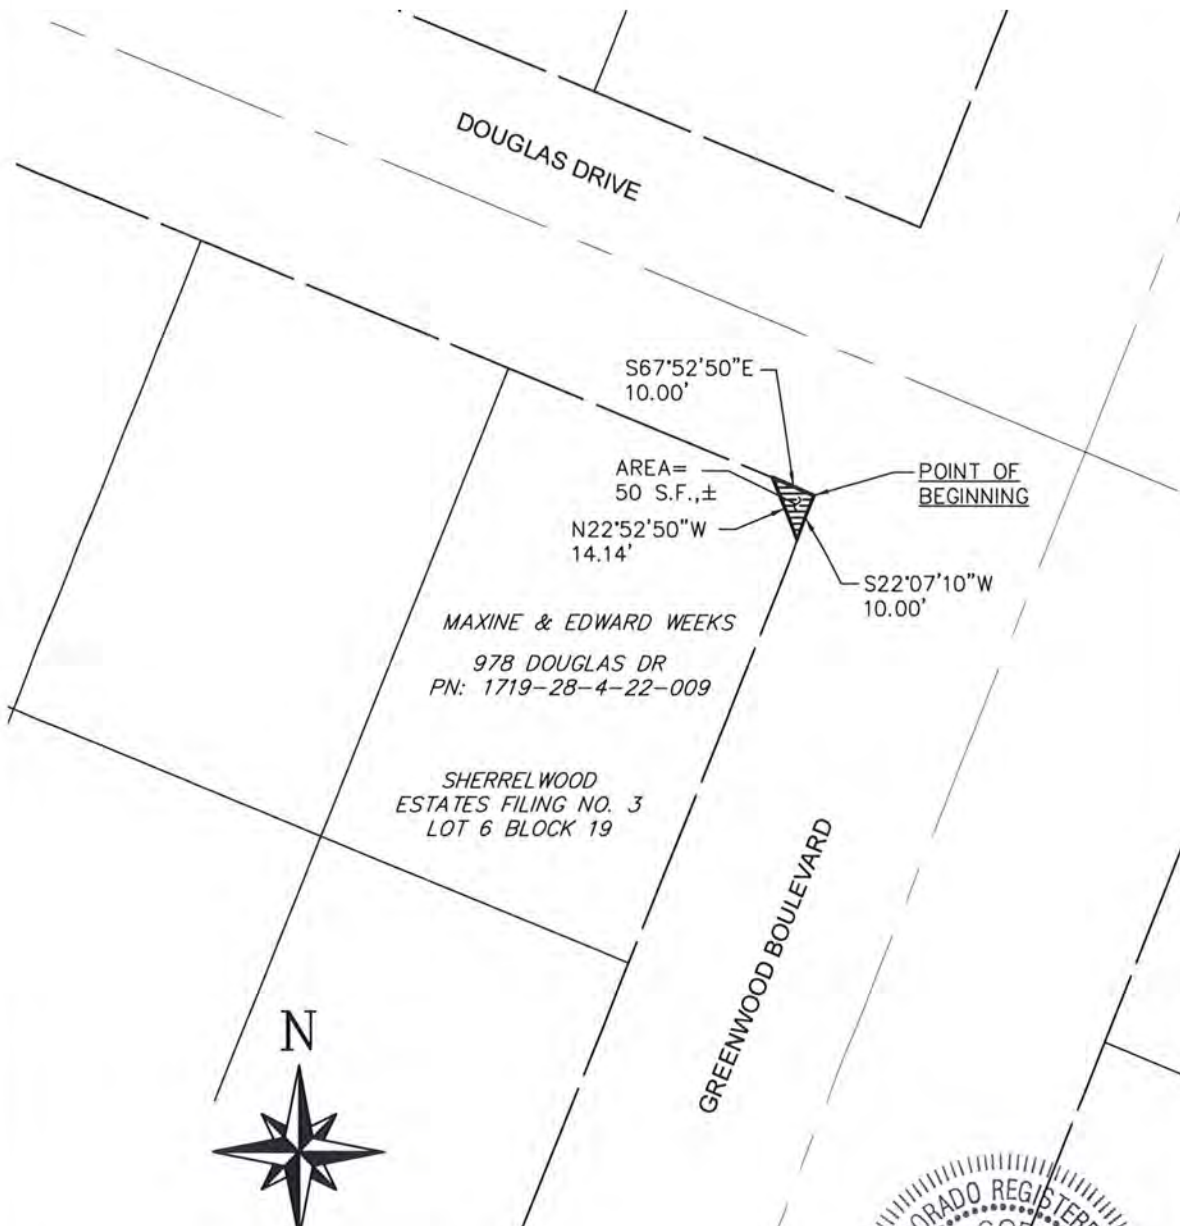 DOUGLAS DRIVE
S67°52'50"E
10.00'
AREA=
50 S.F.,±
POINT OF
BEGINNING
N22°52'50"W
14.14'
S22°07'10"W
10.00'
MAXINE & EDWARD WEEKS
978 DOUGLAS DR
PN: 1719-28-4-22-009
SHERRELWOOD
ESTATES FILING NO. 3
LOT 6 BLOCK 19
GREENWOOD BOULEVARD
N